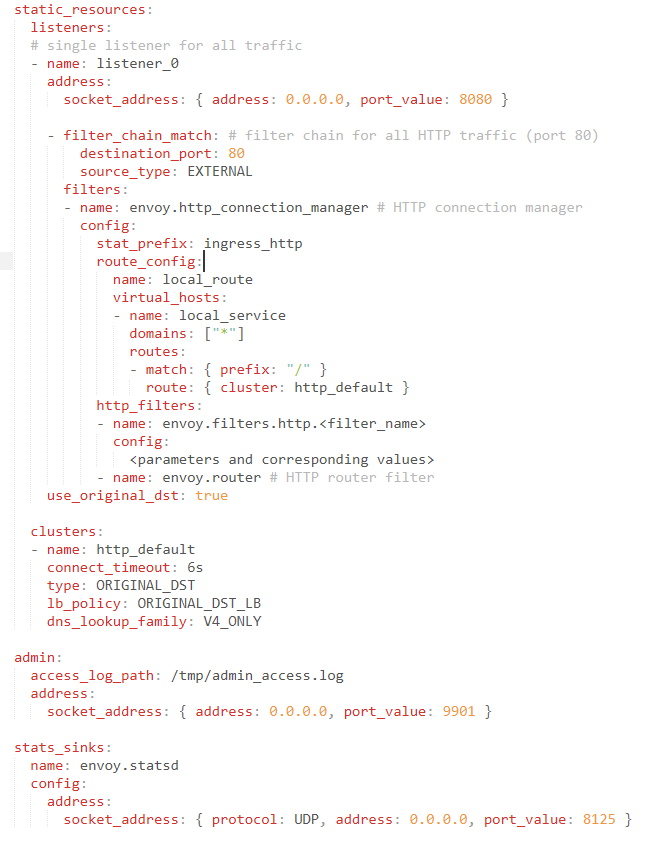 static_resources:
  listeners:
  # single listener for all traffic
  - name: listener_0
    address:
      socket_address: { address: 0.0.0.0, port_value: 8080 }

    - filter_chain_match: # filter chain for all HTTP traffic (port 80)
        destination_port: 80
        source_type: EXTERNAL
      filters:
      - name: envoy.http_connection_manager # HTTP connection manager
        config:
          stat_prefix: ingress_http
          route_config:
            name: local_route
            virtual_hosts:
            - name: local_service
              domains: ["*"]
              routes:
              - match: { prefix: "/" }
                route: { cluster: http_default }
          http_filters:
          - name: envoy.filters.http.<filter_name>
            config:
              <parameters and corresponding values>
          - name: envoy.router # HTTP router filter
    use_original_dst: true

  clusters:
  - name: http_default
    connect_timeout: 6s
    type: ORIGINAL_DST
    lb_policy: ORIGINAL_DST_LB
    dns_lookup_family: V4_ONLY

admin:
  access_log_path: /tmp/admin_access.log
  address:
    socket_address: { address: 0.0.0.0, port_value: 9901 }

stats_sinks:
  name: envoy.statsd
  config:
    address:
      socket_address: { protocol: UDP, address: 0.0.0.0, port_value: 8125 }